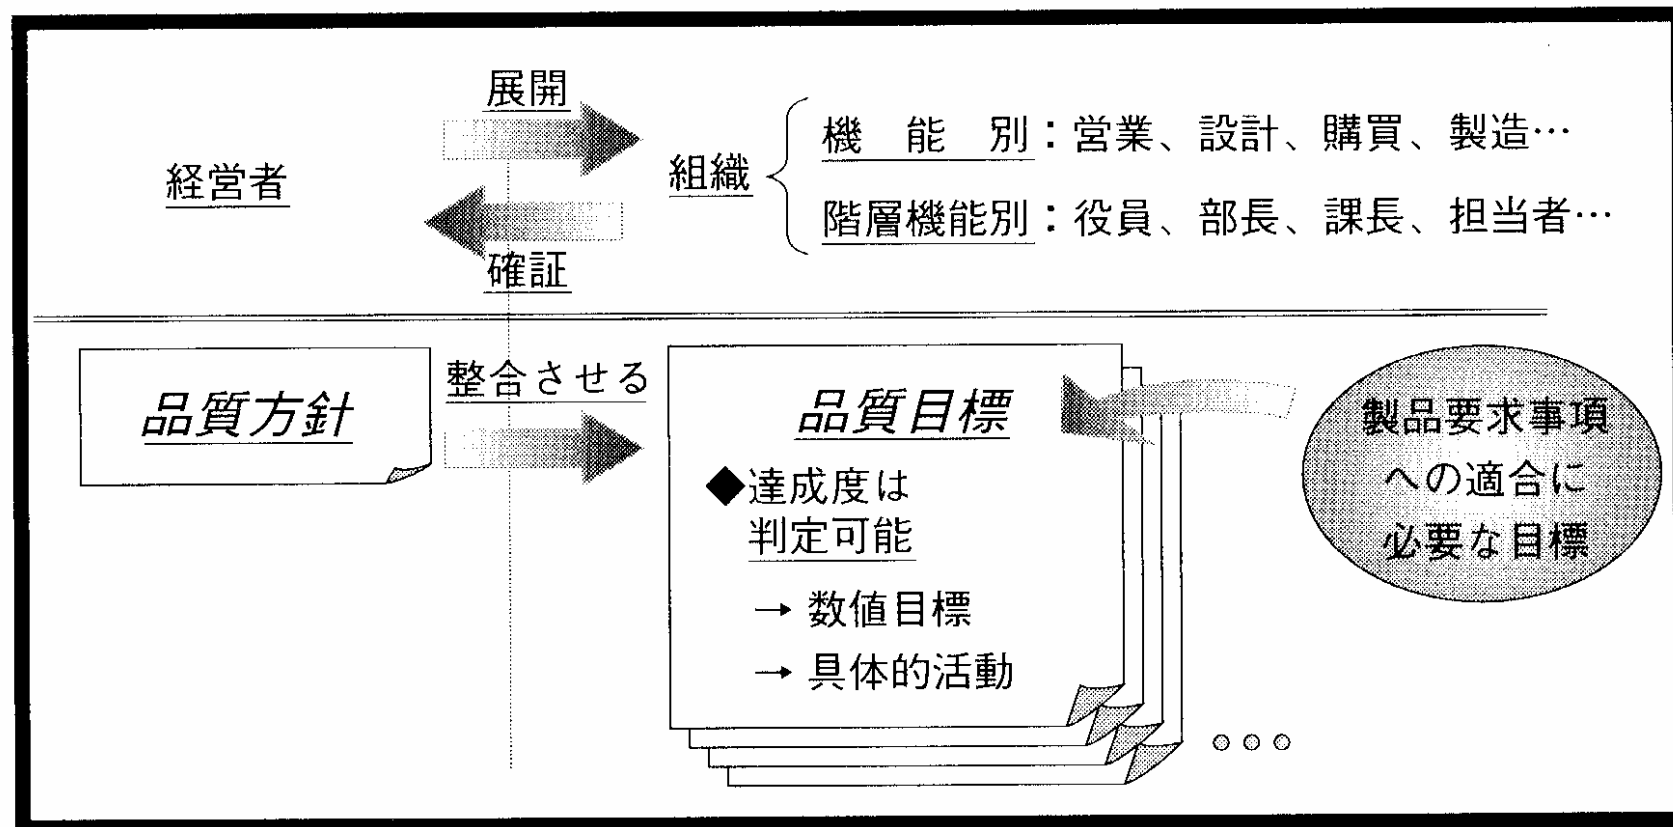 展開
経営者
組織
機能別：営業、設計、購買、製造…
階層機能別：役員、部長、課長、担当者…
確証
品質方針
整合させる
品質目標
◆達成度は
判定可能
→ 数値目標
→ 具体的活動
製品要求事項
への適合に
必要な目標